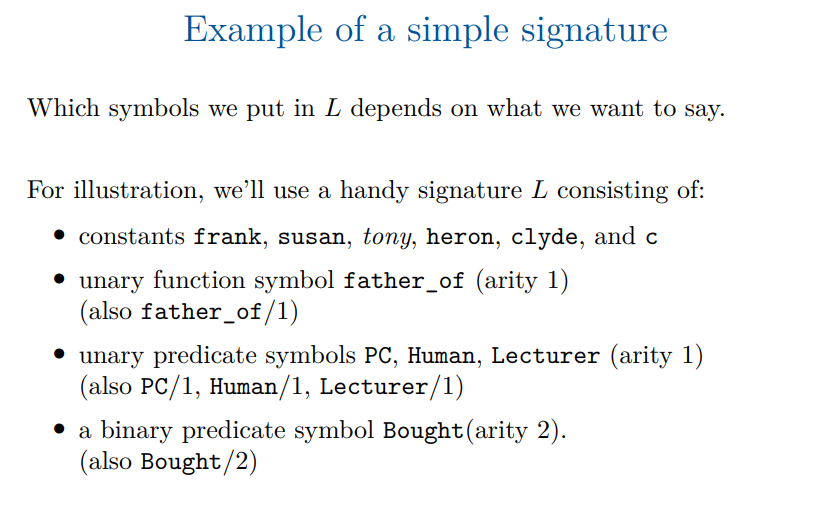 Example of a simple signature
Which symbols we put in L depends on what we want to say.
For illustration, we'll use a handy signature L consisting of:
• constants frank, susan, tony, heron, clyde, and c
• unary function symbol father_of (arity 1)
(also father_of/1)
• unary predicate symbols PC, Human, Lecturer (arity 1)
(also PC/1, Human/1, Lecturer/1)
• a binary predicate symbol Bought(arity 2).
(also Bought/2)